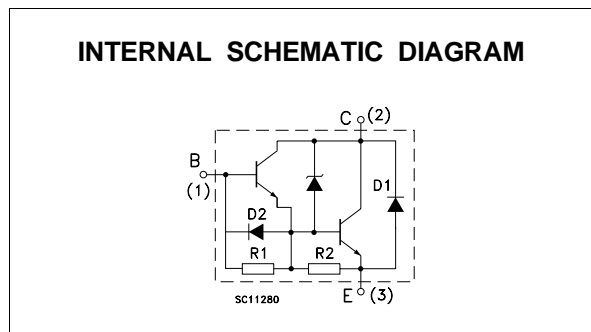 INTERNAL SCHEMATIC DIAGRAM
C (2)
B
(1)
D1
D2
R1 R2
SC11280
E (3)